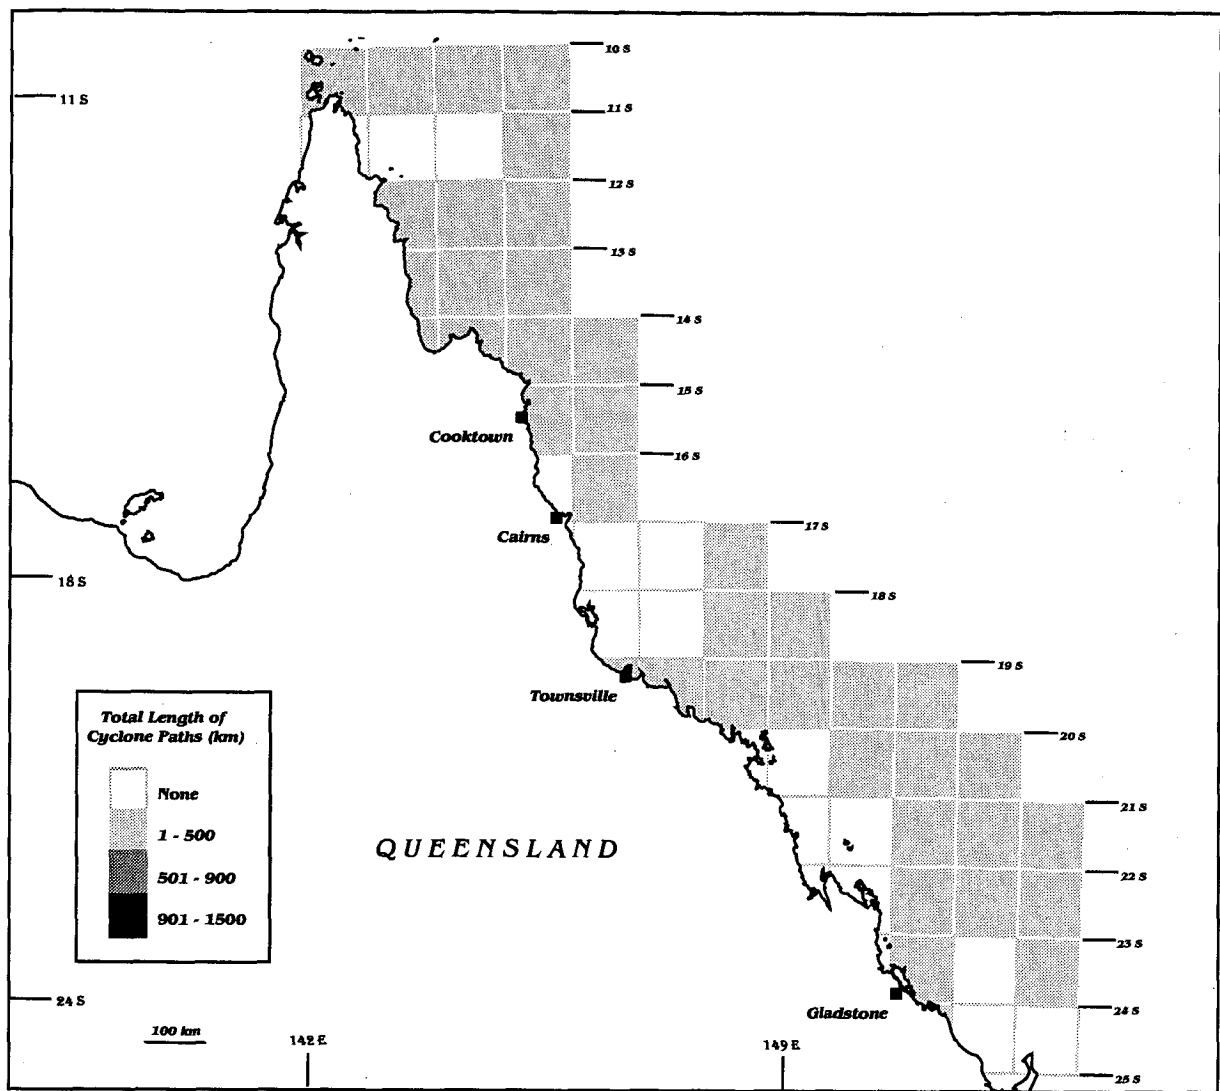 10 S
11 S
11 S
12 S
13 S
14 S
15 S
Cooktown
16 S
Cairns
17 S
18 S
18 S
19 S
Townsville
Total Length of
Cyclone Paths (km)
20 S
None
21 S
1 - 500
QUEENSLAND
501 - 900
22 S
901 - 1500
23 S
24 S
Gladstone
24 S
100 km
142 E
149 E
25 S